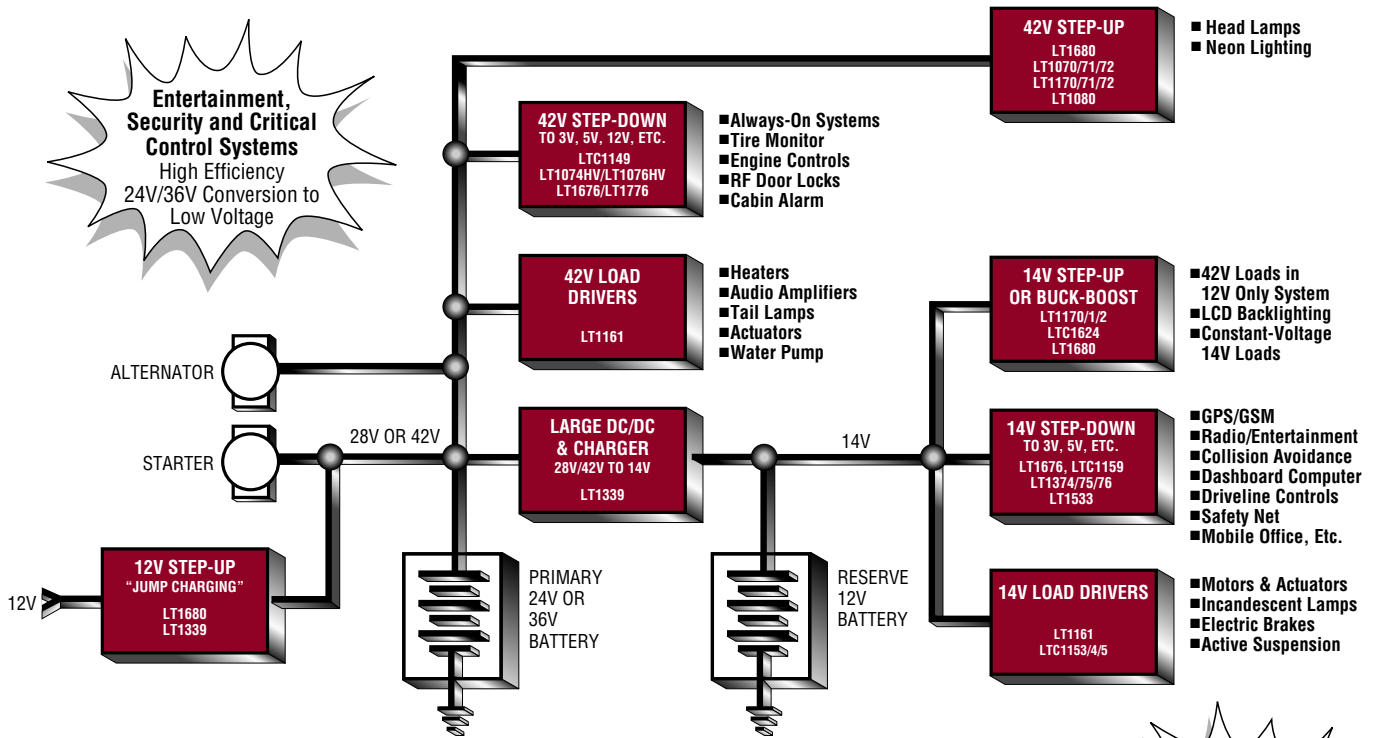 Entertainment,
Security and Critical
Control Systems
High Efficiency
24V/36V Conversion to
Low Voltage
42V STEP-UP
LT1680
LT1070/71/72
LT1170/71/72
LT1080
■ Head Lamps
■ Neon Lighting
42V STEP-DOWN
TO 3V, 5V, 12V, ETC.
LTC1149
LT1074HV/LT1076HV
LT1676/LT1776
■Always-On Systems
■Tire Monitor
■Engine Controls
■RF Door Locks
■Cabin Alarm
42V LOAD
DRIVERS
LT1161
■Heaters
■Audio Amplifiers
■Tail Lamps
■Actuators
■Water Pump
14V STEP-UP
OR BUCK-BOOST
LT1170/1/2
LTC1624
LT1680
■42V Loads in
12V Only System
■LCD Backlighting
■Constant-Voltage
14V Loads
ALTERNATOR
STARTER
28V OR 42V
LARGE DC/DC
& CHARGER
28V/42V TO 14V
LT1339
14V
14V STEP-DOWN
TO 3V, 5V, ETC.
LT1676, LTC1159
LT1374/75/76
LT1533
■GPS/GSM
■Radio/Entertainment
■Collision Avoidance
■Dashboard Computer
■Driveline Controls
■Safety Net
■Mobile Office, Etc.
12V
12V STEP-UP
“JUMP CHARGING”
LT1680
LT1339
PRIMARY
24V OR
36V
BATTERY
RESERVE
12V
BATTERY
14V LOAD DRIVERS
LT1161
LTC1153/4/5
■Motors & Actuators
■Incandescent Lamps
■Electric Brakes
■Active Suspension